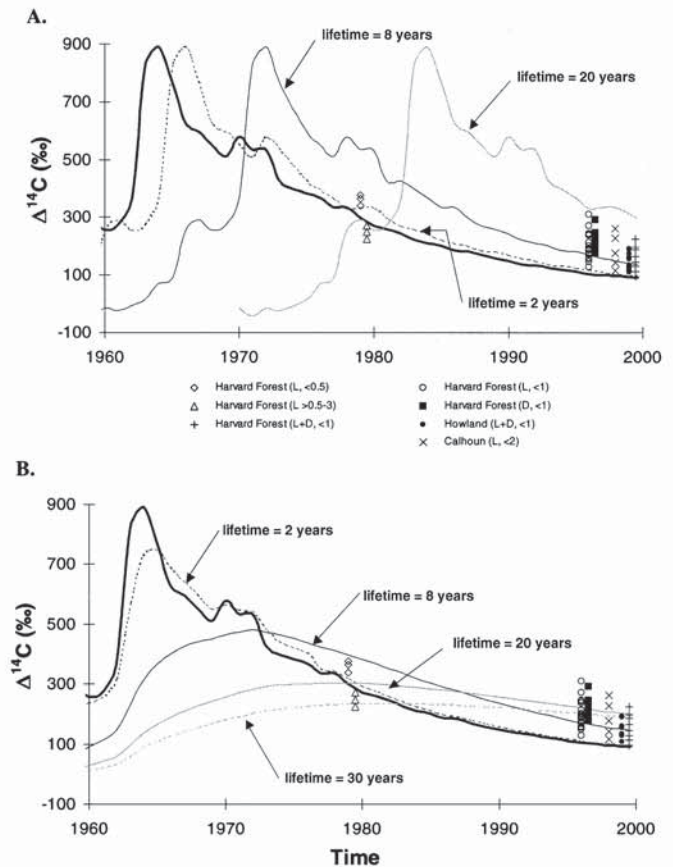 A.
900
700
500
300
100
-100
Δ¹⁴C (‰)
lifetime = 8 years
lifetime = 20 years
lifetime = 2 years
1960 1970 1980 1990 2000
◇ Harvard Forest (L, <0.5)
△ Harvard Forest (L >0.5-3)
+ Harvard Forest (L+D, <1)
○ Harvard Forest (L, <1)
■ Harvard Forest (D, <1)
● Howland (L+D, <1)
× Calhoun (L, <2)
B.
900
700
500
300
100
-100
Δ¹⁴C (‰)
lifetime = 2 years
lifetime = 8 years
lifetime = 20 years
lifetime = 30 years
1960 1970 1980 1990 2000
Time